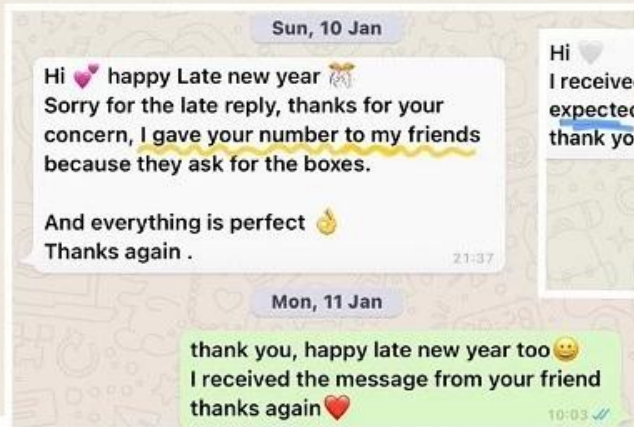 Sun, 10 Jan
Hi 💕 happy Late new year 🎊
Sorry for the late reply, thanks for your
concern, I gave your number to my friends
because they ask for the boxes.
And everything is perfect 👌
Thanks again .
21:37
Mon, 11 Jan
thank you, happy late new year too😀
I received the message from your friend
thanks again❤️
10:03
Hi 🤍
I receive
expected
thank yo